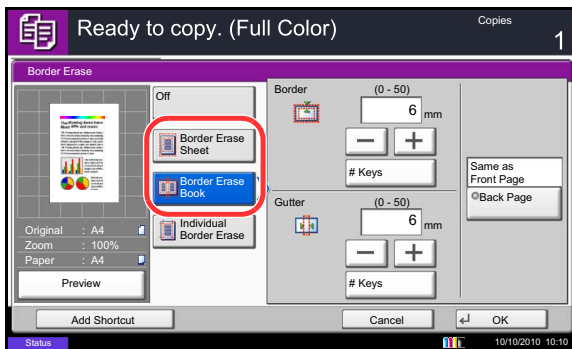 Ready to copy. (Full Color)
Copies
1
Border Erase
Off
Border Erase
Sheet
Border Erase
Book
Individual
Border Erase
Border
(0 - 50)
6 mm
# Keys
Gutter
(0 - 50)
6 mm
# Keys
Same as
Front Page
Back Page
Original : A4
Zoom : 100%
Paper : A4
Preview
Add Shortcut
Cancel
OK
Status
10/10/2010 10:10